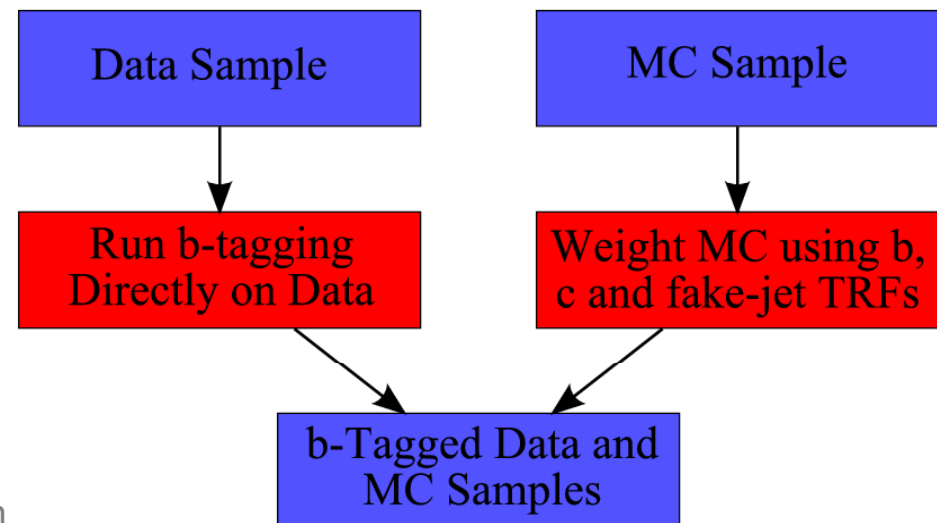 Data Sample
MC Sample
Run b-tagging
Directly on Data
Weight MC using b,
c and fake-jet TRFs
b-Tagged Data and
MC Samples